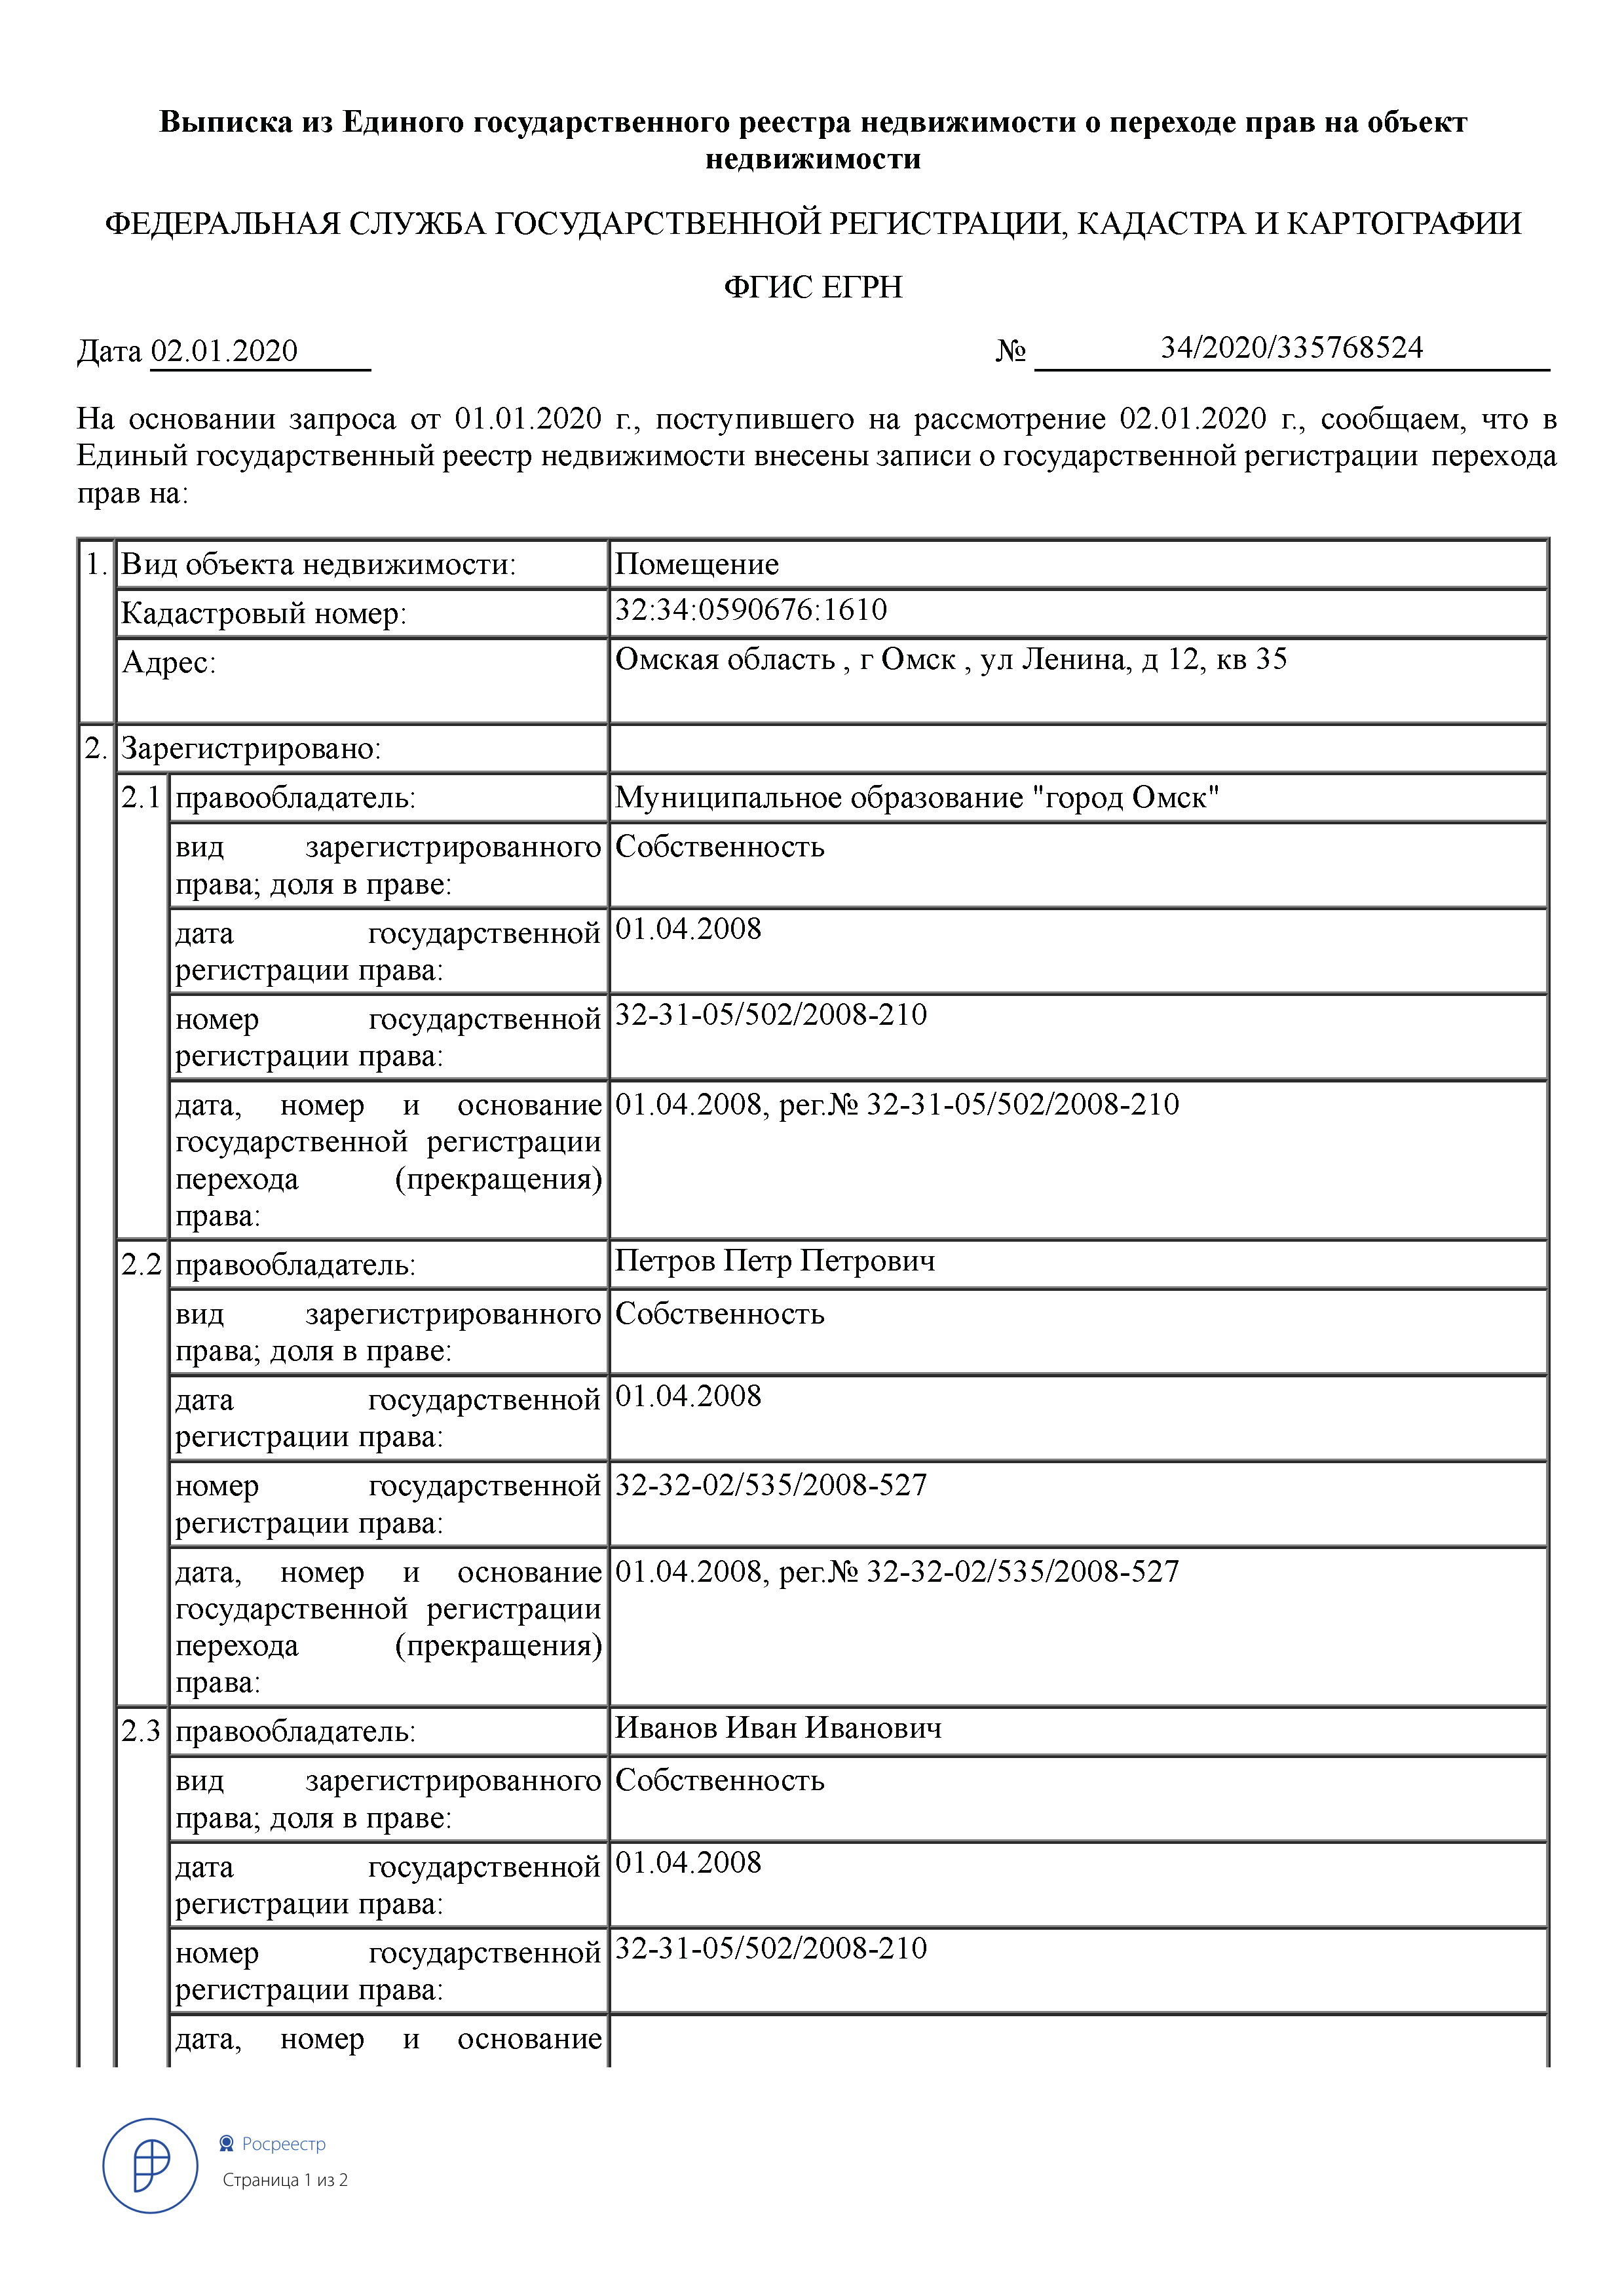 Выписка из Единого государственного реестра недвижимости о переходе прав на объект
недвижимости
ФЕДЕРАЛЬНАЯ СЛУЖБА ГОСУДАРСТВЕННОЙ РЕГИСТРАЦИИ, КАДАСТРА И КАРТОГРАФИИ
ФГИС ЕГРН
Дата 02.01.2020 № 34/2020/335768524
На основании запроса от 01.01.2020 г., поступившего на рассмотрение 02.01.2020 г., сообщаем, что в
Единый государственный реестр недвижимости внесены записи о государственной регистрации перехода
прав на:
1. Вид объекта недвижимости: Помещение
Кадастровый номер: 32:34:0590676:1610
Адрес: Омская область , г Омск , ул Ленина, д 12, кв 35
2. Зарегистрировано:
2.1 правообладатель: Муниципальное образование "город Омск"
вид зарегистрированного Собственность
права; доля в праве:
дата государственной 01.04.2008
регистрации права:
номер государственной 32-31-05/502/2008-210
регистрации права:
дата, номер и основание 01.04.2008, рег.№ 32-31-05/502/2008-210
государственной регистрации
перехода (прекращения)
права:
2.2 правообладатель: Петров Петр Петрович
вид зарегистрированного Собственность
права; доля в праве:
дата государственной 01.04.2008
регистрации права:
номер государственной 32-32-02/535/2008-527
регистрации права:
дата, номер и основание 01.04.2008, рег.№ 32-32-02/535/2008-527
государственной регистрации
перехода (прекращения)
права:
2.3 правообладатель: Иванов Иван Иванович
вид зарегистрированного Собственность
права; доля в праве:
дата государственной 01.04.2008
регистрации права:
номер государственной 32-31-05/502/2008-210
регистрации права:
дата, номер и основание
Росреестр
Страница 1 из 2